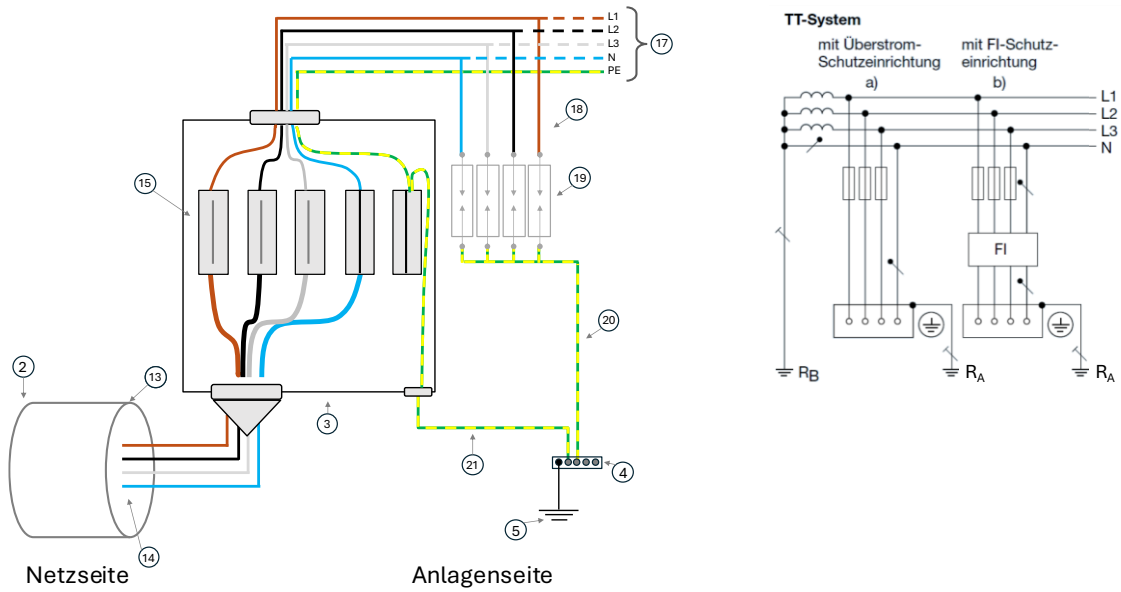 L1
L2
L3
N
PE
17
18
19
15
20
2
13
3
21
4
5
14
Netzseite
Anlagenseite
TT-System
mit Überstrom-
Schutzeinrichtung
a)
mit FI-Schutz-
einrichtung
b)
L1
L2
L3
N
FI
RB
RA
RA